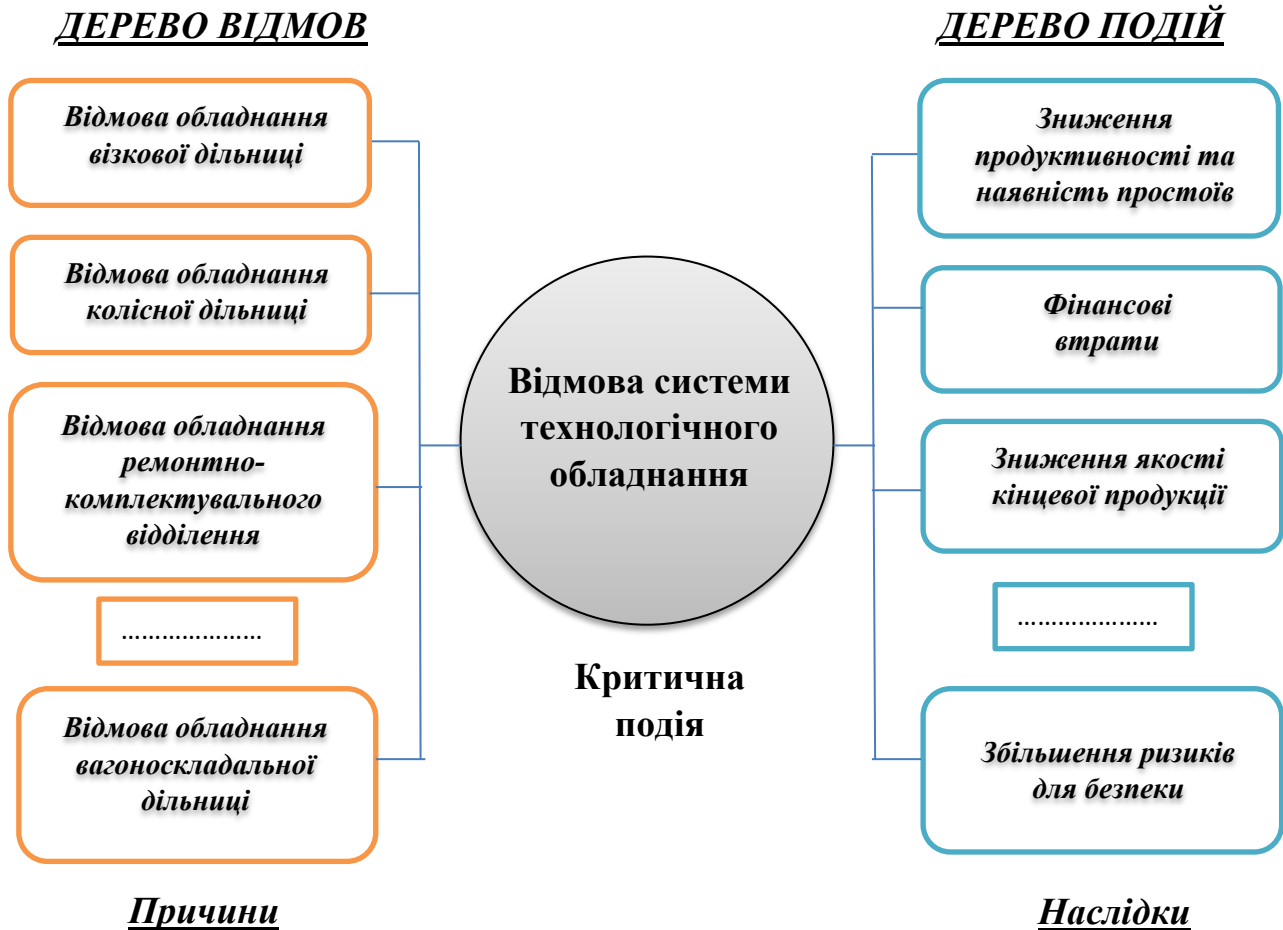 ДЕРЕВО ВІДМОВ
Відмова обладнання
візкової дільниці
Відмова обладнання
колісної дільниці
Відмова обладнання
ремонтно-
комплектувального
відділення
.....................
Відмова обладнання
вагоноскладальної
дільниці
Причини
Відмова системи
технологічного
обладнання
Критична
подія
ДЕРЕВО ПОДІЙ
Зниження
продуктивності та
наявність простоїв
Фінансові
втрати
Зниження якості
кінцевої продукції
.....................
Збільшення ризиків
для безпеки
Наслідки